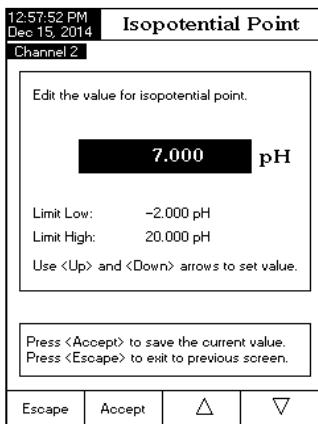 12:57:52 PM
Dec 15, 2014
Isopotential Point
Channel 2
Edit the value for isopotential point.
7.000 pH
Limit Low: -2.000 pH
Limit High: 20.000 pH
Use <Up> and <Down> arrows to set value.
Press <Accept> to save the current value.
Press <Escape> to exit to previous screen.
Escape Accept